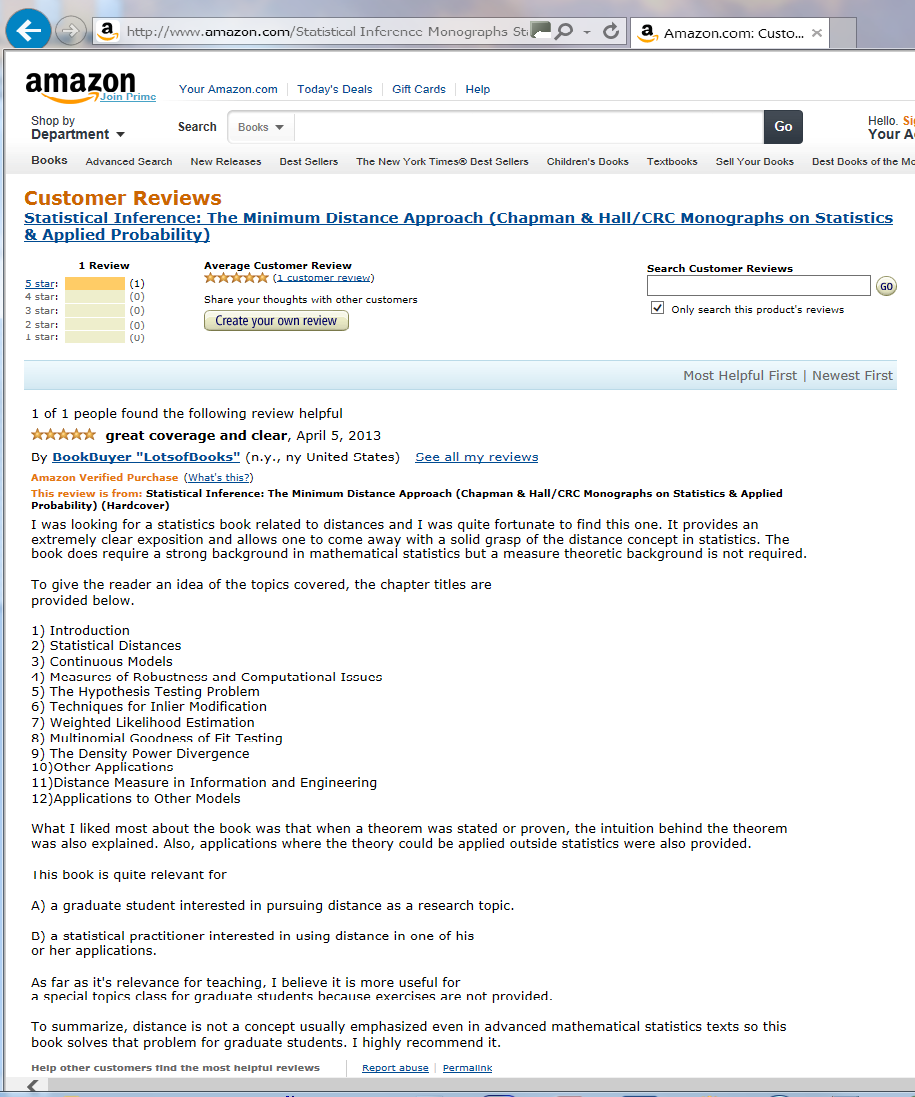 http://www.amazon.com/Statistical Inference Monographs Sta
Amazon.com: Custo...
amazon
Join Prime
Your Amazon.com
Today's Deals
Gift Cards
Help
Shop by
Department
Search
Books
Go
Hello.
Your A
Books
Advanced Search
New Releases
Best Sellers
The New York Times® Best Sellers
Children's Books
Textbooks
Sell Your Books
Best Books of the Mo
Customer Reviews
Statistical Inference: The Minimum Distance Approach (Chapman & Hall/CRC Monographs on Statistics
& Applied Probability)
1 Review
5 star: (1)
4 star: (0)
3 star: (0)
2 star: (0)
1 star: (0)
Average Customer Review
(1 customer review)
Share your thoughts with other customers
Create your own review
Search Customer Reviews
GO
Only search this product's reviews
Most Helpful First | Newest First
1 of 1 people found the following review helpful
great coverage and clear, April 5, 2013
By BookBuyer "LotsofBooks" (n.y., ny United States) See all my reviews
Amazon Verified Purchase (What's this?)
This review is from: Statistical Inference: The Minimum Distance Approach (Chapman & Hall/CRC Monographs on Statistics & Applied
Probability) (Hardcover)
I was looking for a statistics book related to distances and I was quite fortunate to find this one. It provides an
extremely clear exposition and allows one to come away with a solid grasp of the distance concept in statistics. The
book does require a strong background in mathematical statistics but a measure theoretic background is not required.
To give the reader an idea of the topics covered, the chapter titles are
provided below.
1) Introduction
2) Statistical Distances
3) Continuous Models
4) Measures of Robustness and Computational Issues
5) The Hypothesis Testing Problem
6) Techniques for Inlier Modification
7) Weighted Likelihood Estimation
8) Multinomial Goodness of Fit Testing
9) The Density Power Divergence
10)Other Applications
11)Distance Measure in Information and Engineering
12)Applications to Other Models
What I liked most about the book was that when a theorem was stated or proven, the intuition behind the theorem
was also explained. Also, applications where the theory could be applied outside statistics were also provided.
This book is quite relevant for
A) a graduate student interested in pursuing distance as a research topic.
B) a statistical practitioner interested in using distance in one of his
or her applications.
As far as it's relevance for teaching, I believe it is more useful for
a special topics class for graduate students because exercises are not provided.
To summarize, distance is not a concept usually emphasized even in advanced mathematical statistics texts so this
book solves that problem for graduate students. I highly recommend it.
Help other customers find the most helpful reviews
Report abuse | Permalink